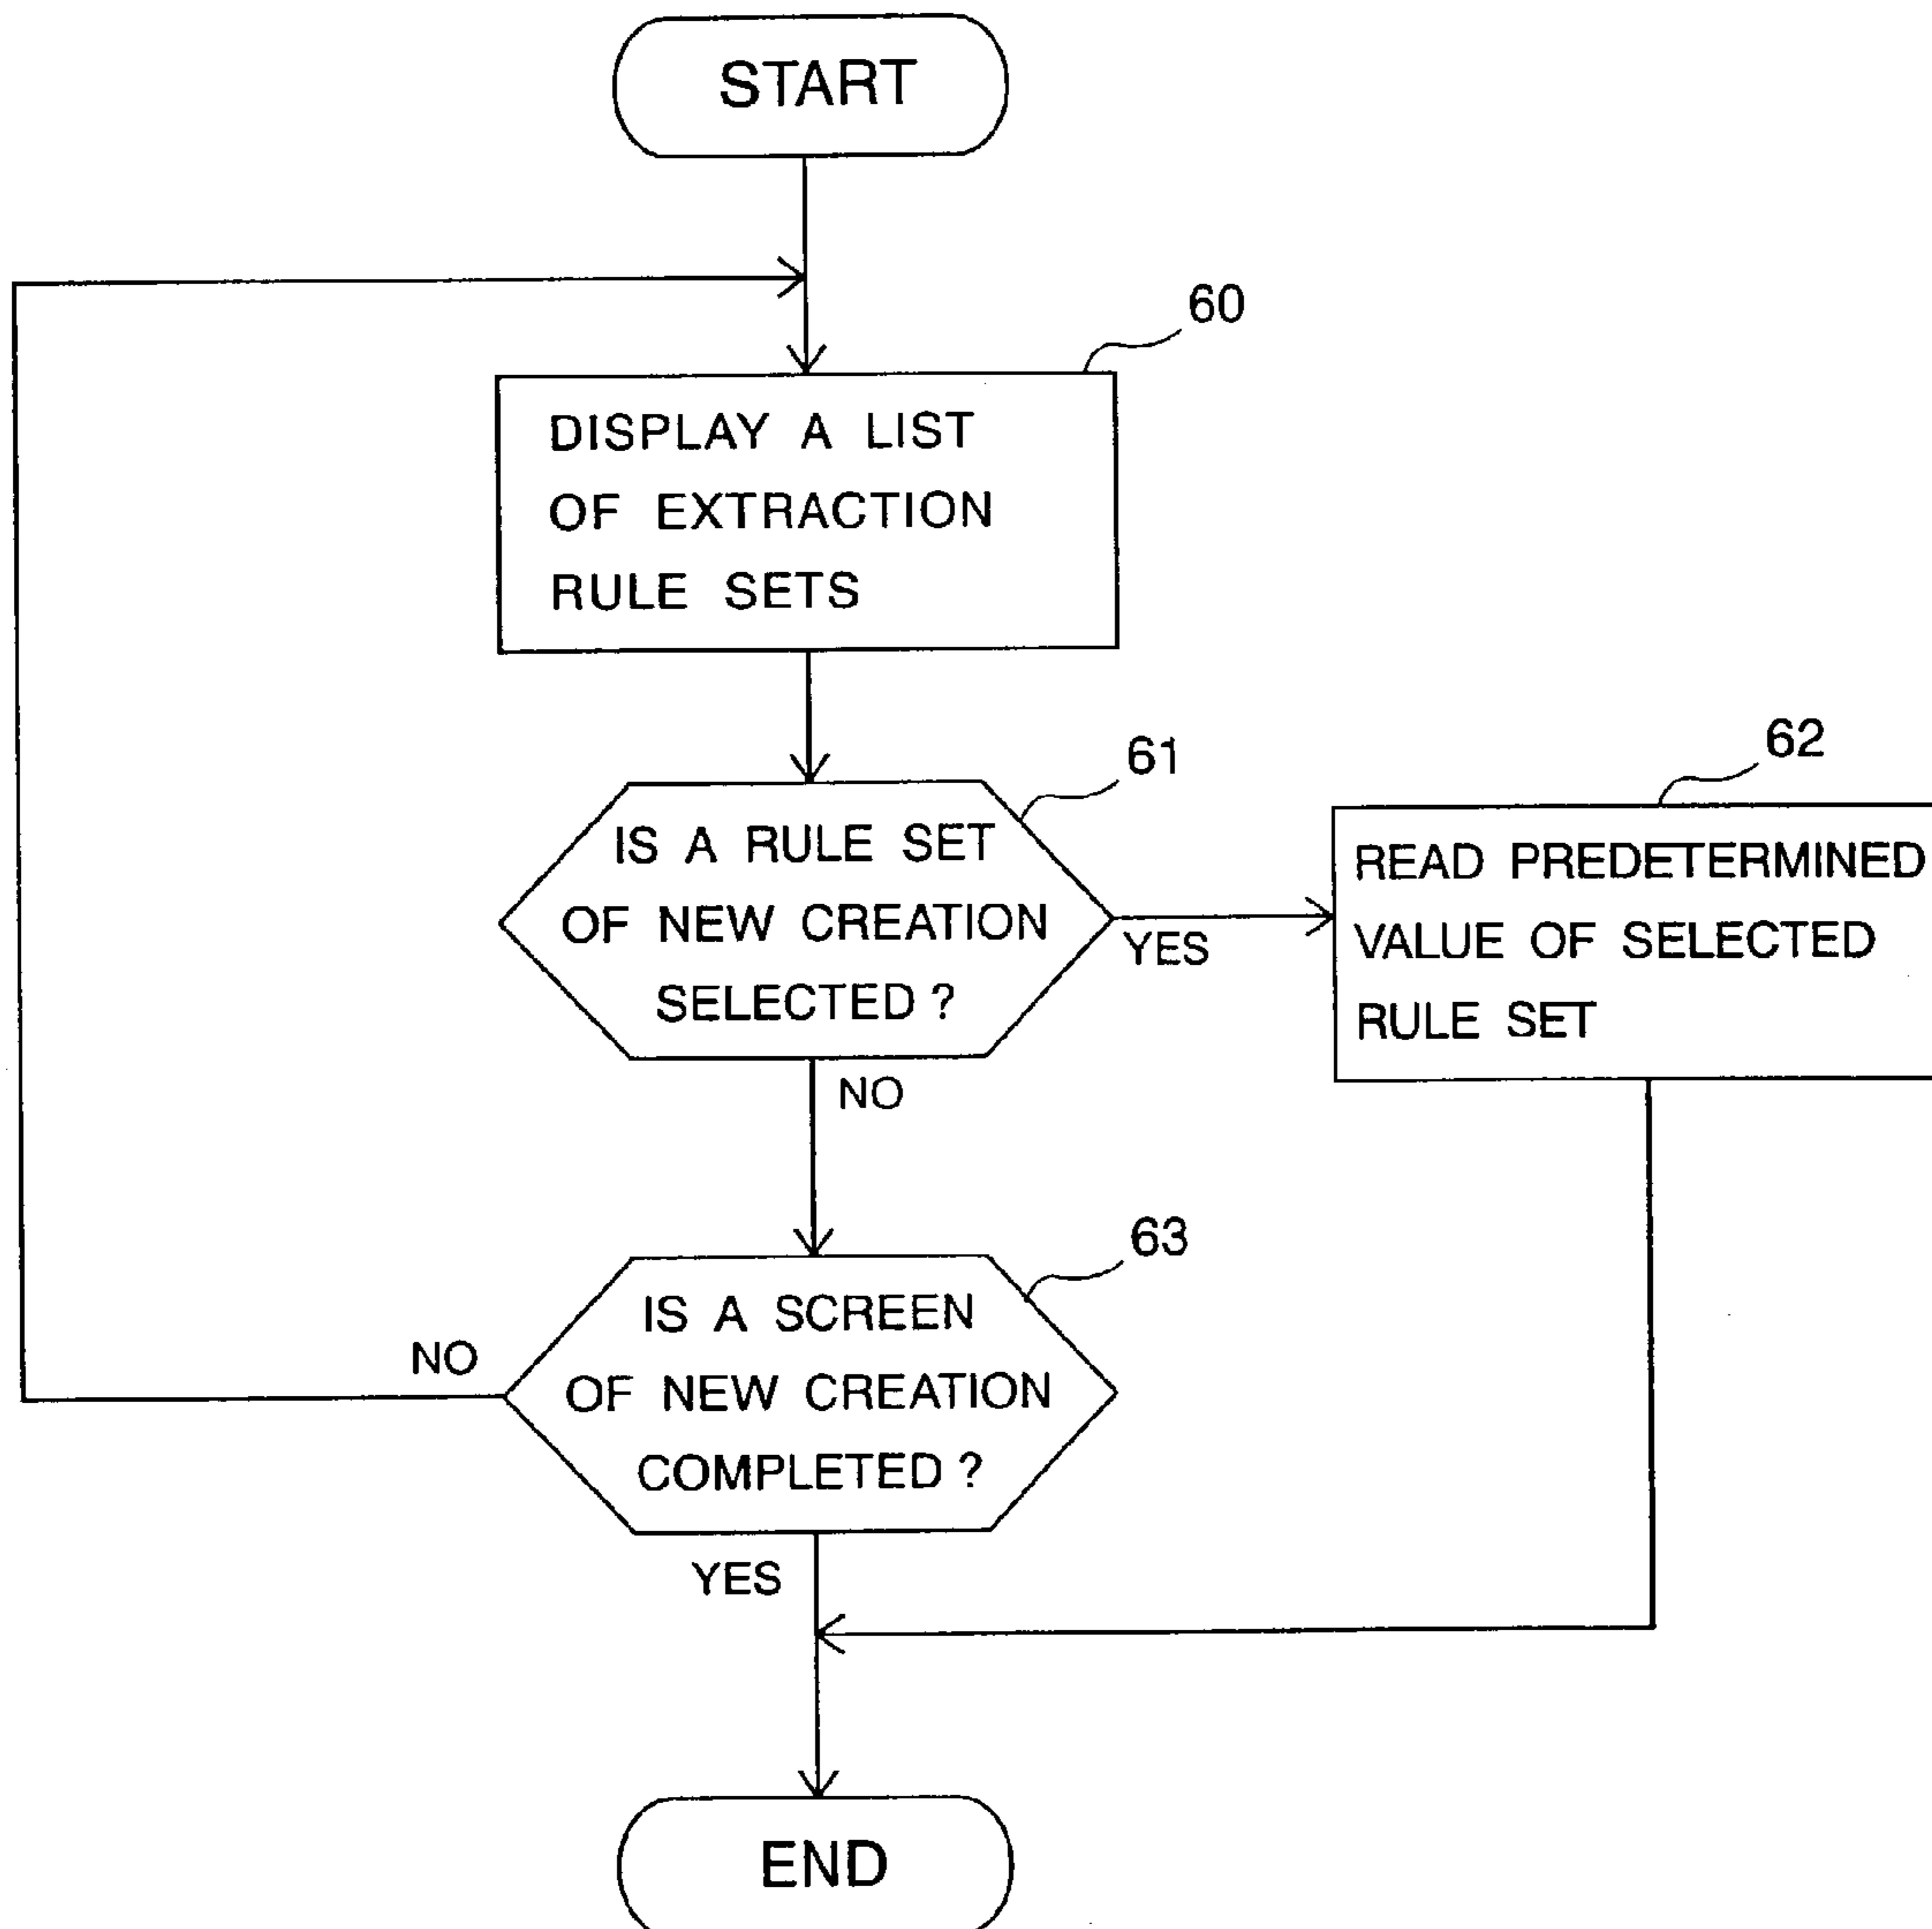 START
60
DISPLAY A LIST
OF EXTRACTION
RULE SETS
61
IS A RULE SET
OF NEW CREATION
SELECTED ?
YES
62
READ PREDETERMINED
VALUE OF SELECTED
RULE SET
NO
63
IS A SCREEN
OF NEW CREATION
COMPLETED ?
NO
YES
END